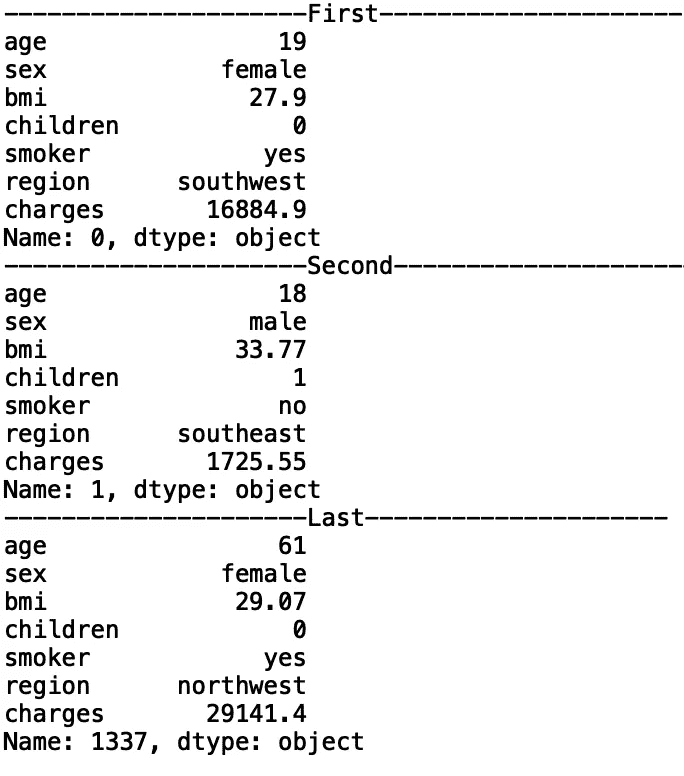 ---------------------First---------------------
age                19
sex            female
bmi              27.9
children            0
smoker            yes
region      southwest
charges       16884.9
Name: 0, dtype: object
---------------------Second---------------------
age                18
sex              male
bmi             33.77
children            1
smoker             no
region      southeast
charges       1725.55
Name: 1, dtype: object
---------------------Last---------------------
age                61
sex            female
bmi             29.07
children            0
smoker            yes
region      northwest
charges       29141.4
Name: 1337, dtype: object